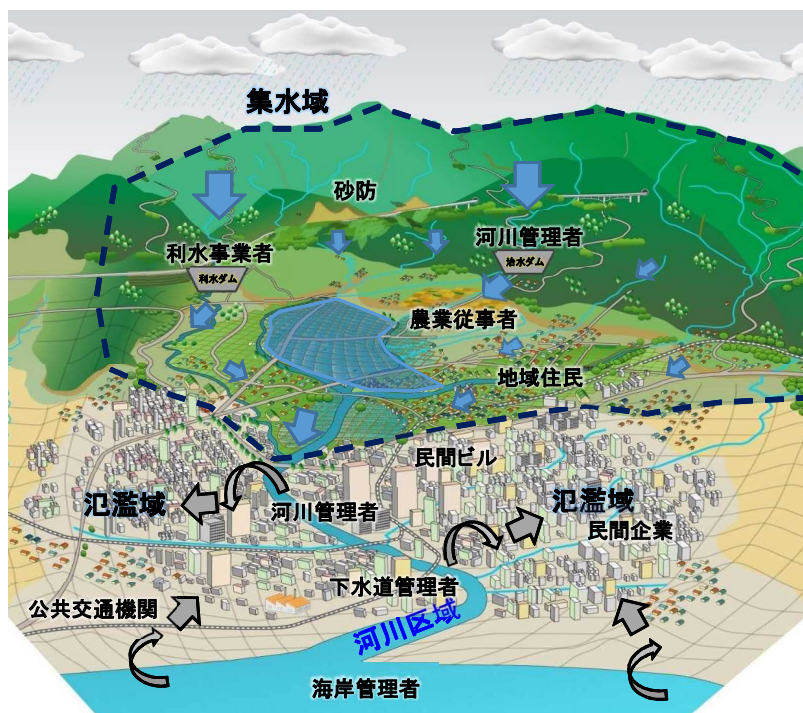 集水域
砂防
利水事業者
利水ダム
河川管理者
治水ダム
農業従事者
地域住民
民間ビル
氾濫域
河川管理者
氾濫域
民間企業
下水道管理者
公共交通機関
河川区域
海岸管理者